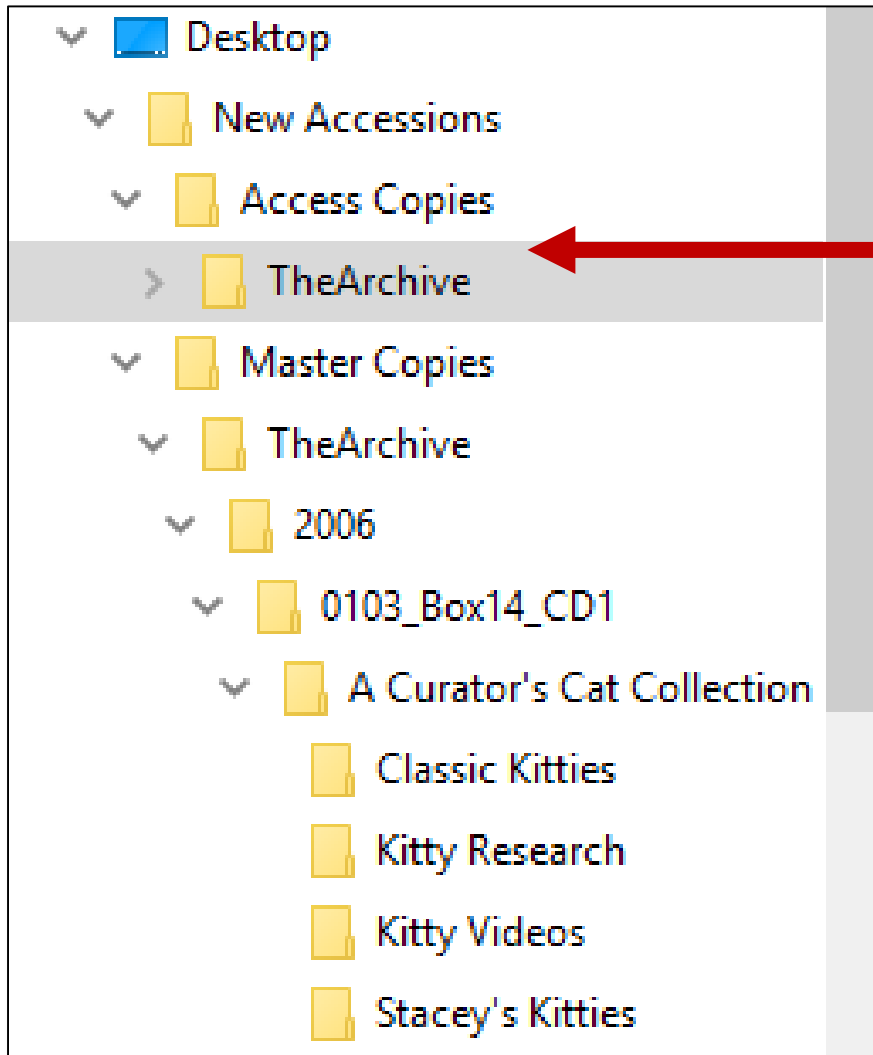 Desktop
New Accessions
Access Copies
TheArchive
Master Copies
TheArchive
2006
0103_Box14_CD1
A Curator's Cat Collection
Classic Kitties
Kitty Research
Kitty Videos
Stacey's Kitties